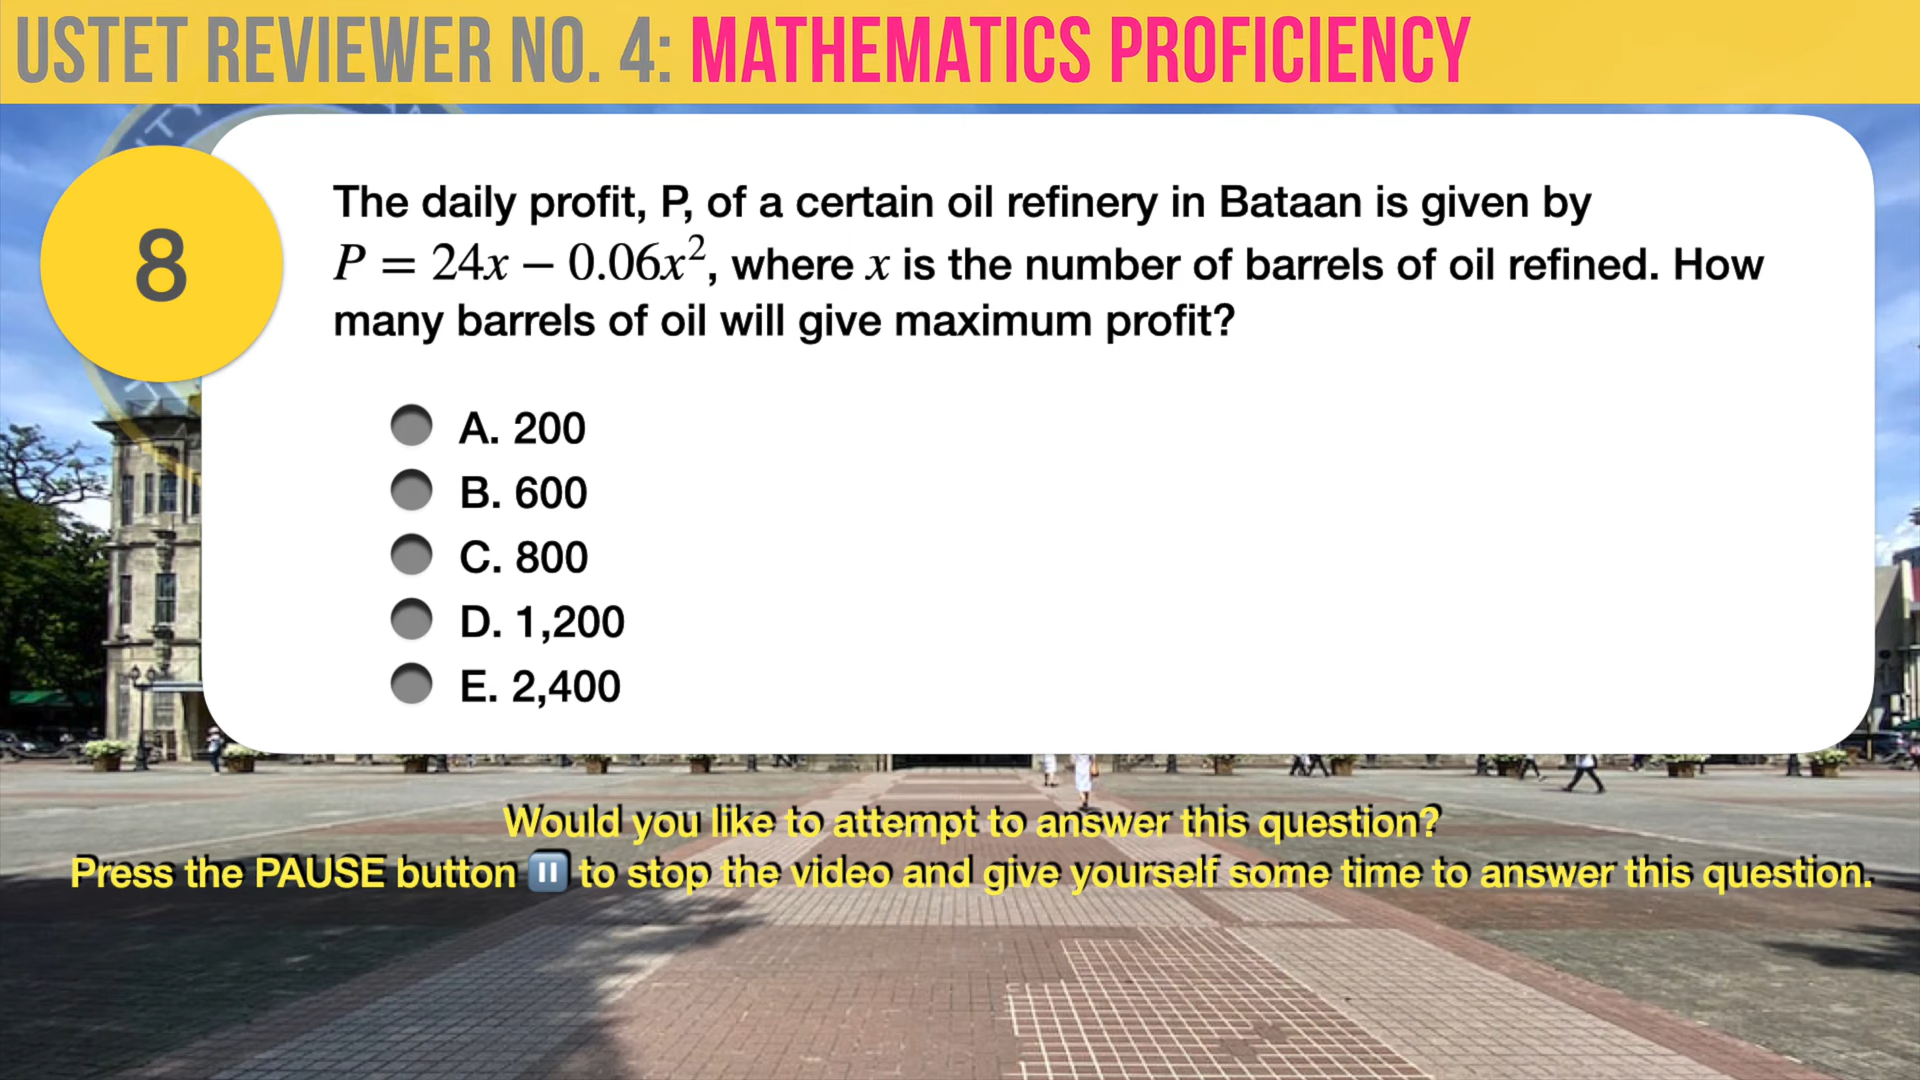 USTET REVIEWER NO. 4: MATHEMATICS PROFICIENCY
8
The daily profit, P, of a certain oil refinery in Bataan is given by
P = 24x − 0.06x², where x is the number of barrels of oil refined. How
many barrels of oil will give maximum profit?
A. 200
B. 600
C. 800
D. 1,200
E. 2,400
Would you like to attempt to answer this question?
Press the PAUSE button ⏸️ to stop the video and give yourself some time to answer this question.